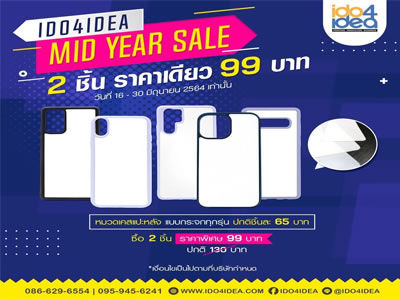 ido4
idea
IDO4IDEA
MID YEAR SALE
2 ชิ้น ราคาเดียว 99 บาท
วันที่ 16 - 30 มิถุนายน 2564 เท่านั้น
หมวดเคสแปะหลัง แบบกระจกทุกรุ่น ปกติชิ้นละ 65 บาท
ซื้อ 2 ชิ้น ราคาพิเศษ 99 บาท
ปกติ 130 บาท
*เงื่อนไขเป็นไปตามที่บริษัทกำหนด
086-629-6554 | 095-945-6241 WWW.IDO4IDEA.COM IDO4IDEA @IDO4IDEA